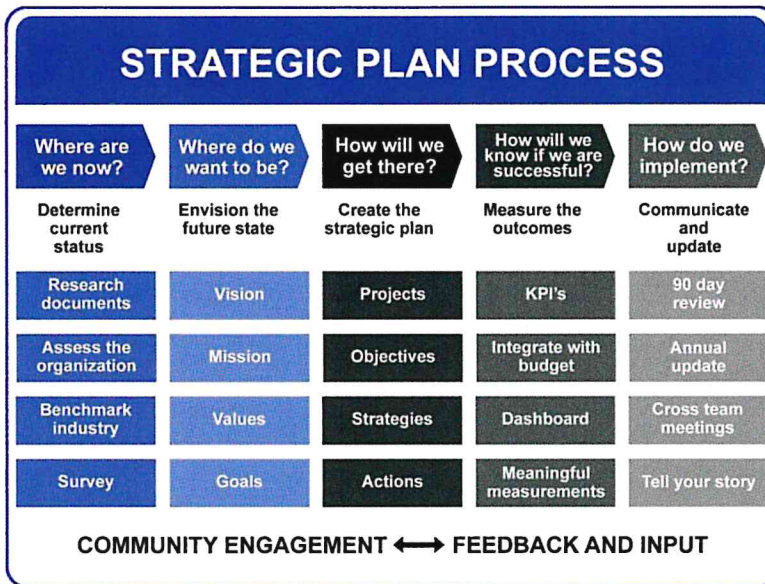 STRATEGIC PLAN PROCESS
Where are
we now?
Where do we
want to be?
How will we
get there?
How will we
know if we are
successful?
How do we
implement?
Determine
current
status
Envision the
future state
Create the
strategic plan
Measure the
outcomes
Communicate
and
update
Research
documents
Vision
Projects
KPI's
90 day
review
Assess the
organization
Mission
Objectives
Integrate with
budget
Annual
update
Benchmark
industry
Values
Strategies
Dashboard
Cross team
meetings
Survey
Goals
Actions
Meaningful
measurements
Tell your story
COMMUNITY ENGAGEMENT ↔ FEEDBACK AND INPUT